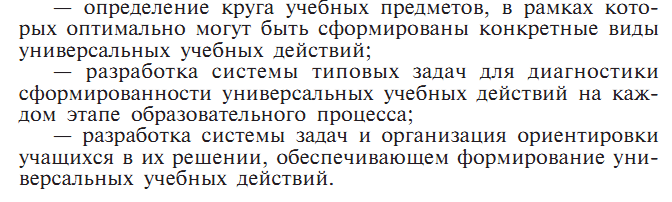 — определение круга учебных предметов, в рамках кото-
рых оптимально могут быть сформированы конкретные виды
универсальных учебных действий;
— разработка системы типовых задач для диагностики
сформированности универсальных учебных действий на каж-
дом этапе образовательного процесса;
— разработка системы задач и организация ориентировки
учащихся в их решении, обеспечивающем формирование уни-
версальных учебных действий.